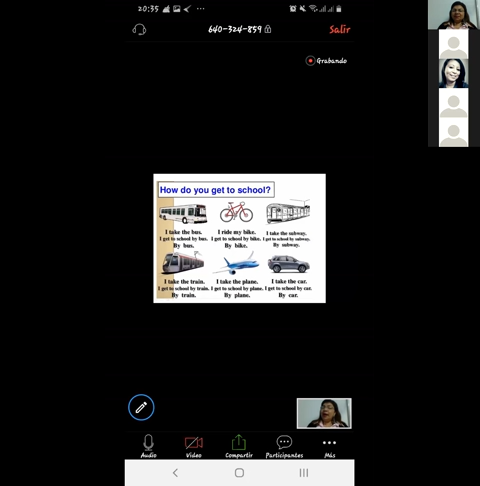 20:35
640-324-859
Salir
Grabando
How do you get to school?
I take the bus.
I get to school by bus.
By bus.
I ride my bike.
I get to school by bike.
By bike.
I take the subway.
I get to school by subway.
By subway.
I take the train.
I get to school by train.
By train.
I take the plane.
I get to school by plane.
By plane.
I take the car.
I get to school by car.
By car.
Audio
Video
Compartir
Participantes
Más